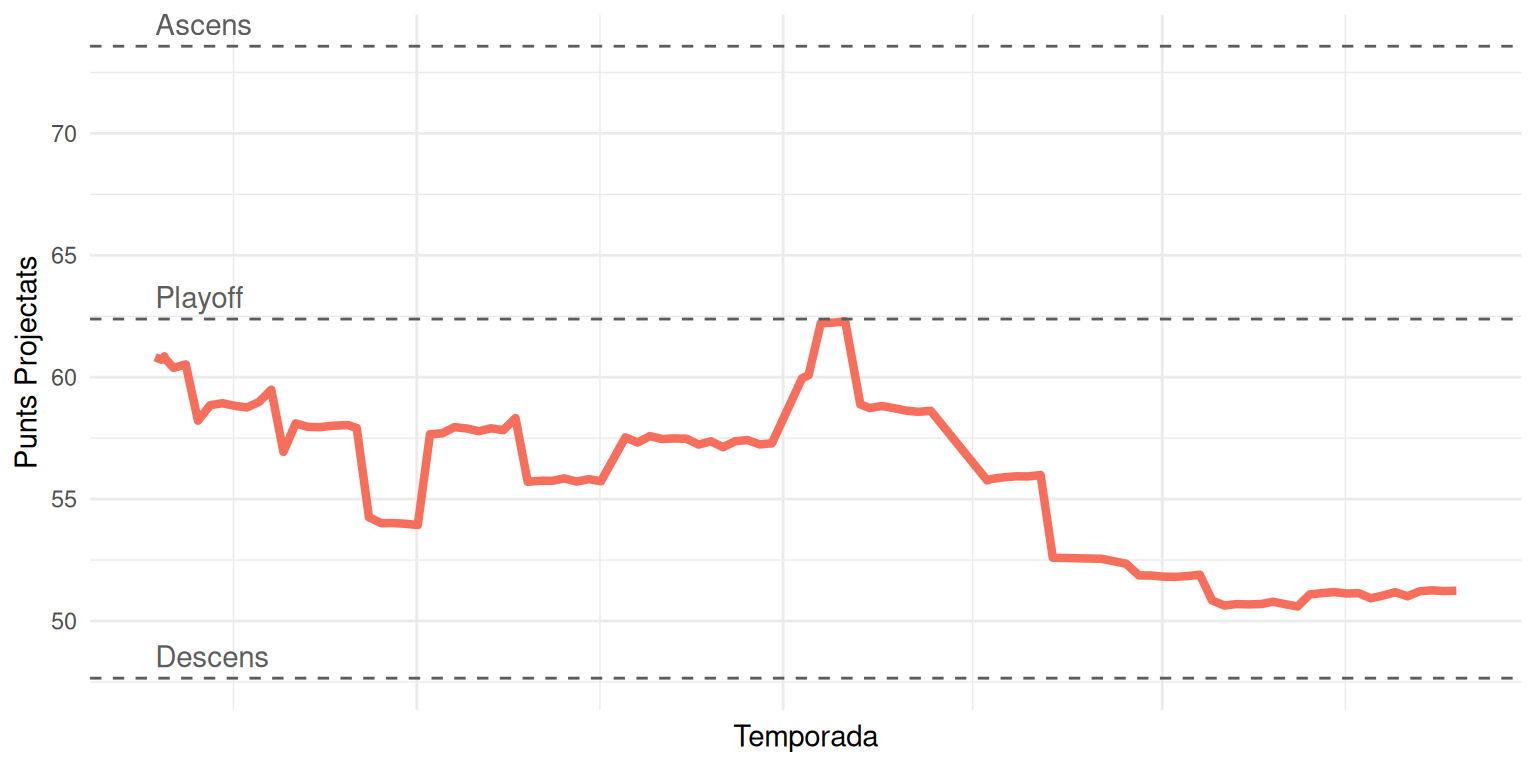 Ascens
70
65
Playoff
60
55
50
Descens
Punts Projectats
Temporada